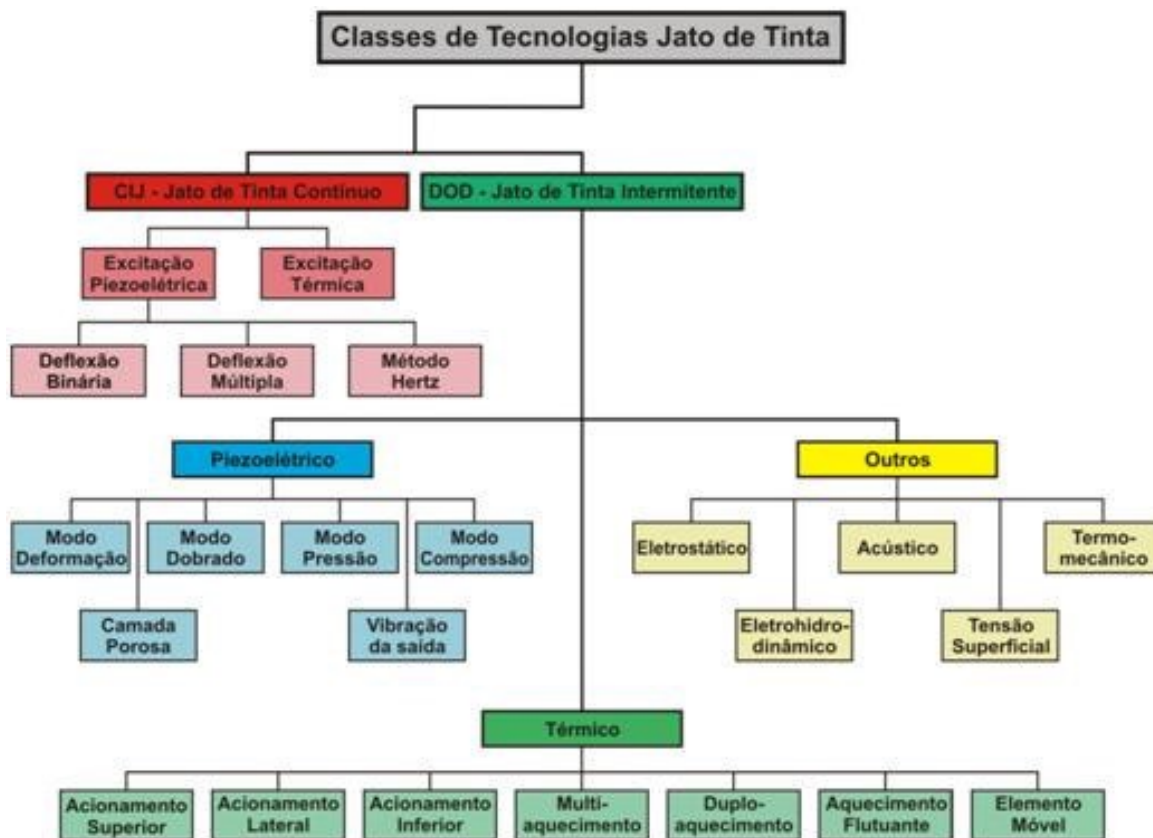 Classes de Tecnologias Jato de Tinta
CIJ - Jato de Tinta Contínuo
DOD - Jato de Tinta Intermitente
Excitação
Piezoelétrica
Excitação
Térmica
Deflexão
Binária
Deflexão
Múltipla
Método
Hertz
Piezoelétrico
Outros
Modo
Deformação
Modo
Dobrado
Modo
Pressão
Modo
Compressão
Eletrostático
Acústico
Termo-
mecânico
Camada
Porosa
Vibração
da saída
Eletrohidro-
dinâmico
Tensão
Superficial
Térmico
Acionamento
Superior
Acionamento
Lateral
Acionamento
Inferior
Multi-
aquecimento
Duplo-
aquecimento
Aquecimento
Flutuante
Elemento
Móvel